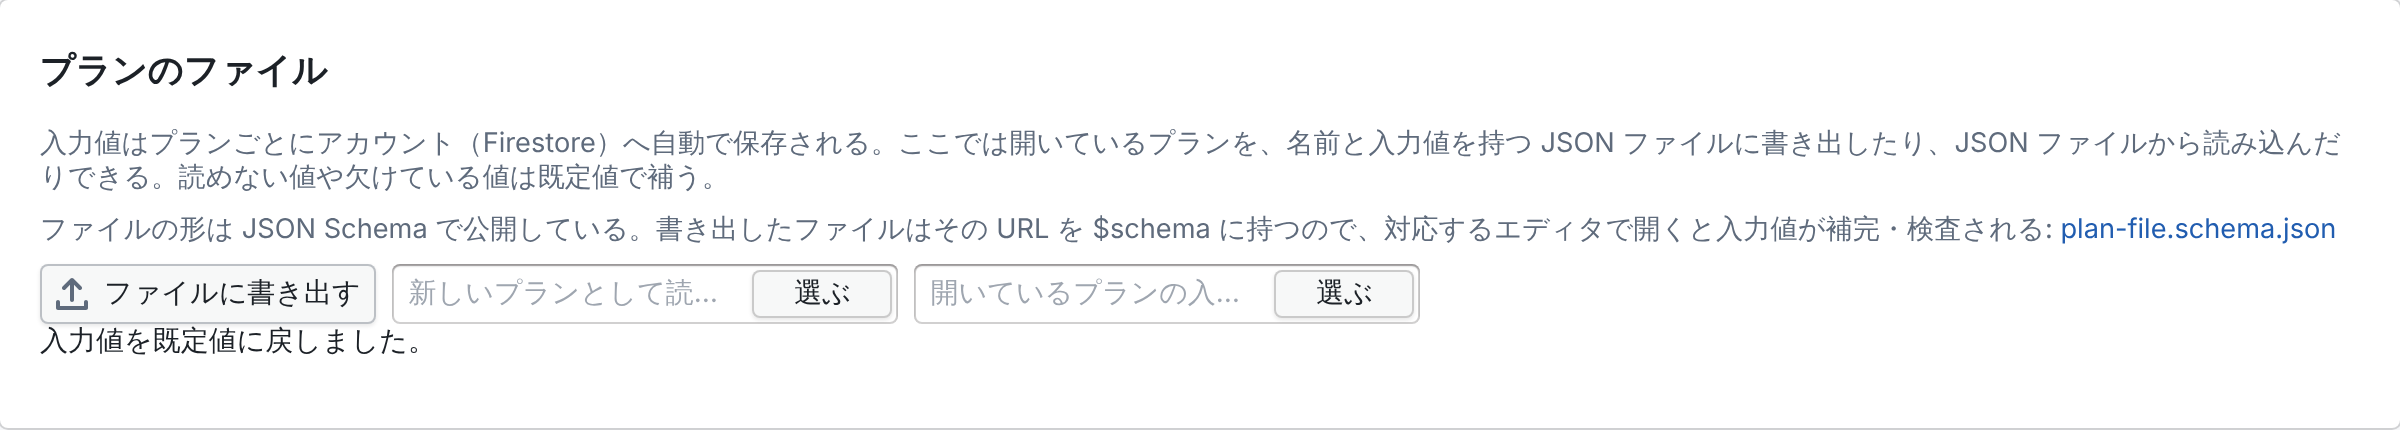 プランのファイル
入力値はプランごとにアカウント（Firestore）へ自動で保存される。ここでは開いているプランを、名前と入力値を持つ JSON ファイルに書き出したり、JSON ファイルから読み込んだ
りできる。読めない値や欠けている値は既定値で補う。
ファイルの形は JSON Schema で公開している。書き出したファイルはその URL を $schema に持つので、対応するエディタで開くと入力値が補完・検査される: plan-file.schema.json
ファイルに書き出す 新しいプランとして読... 選ぶ 開いているプランの入... 選ぶ
入力値を既定値に戻しました。